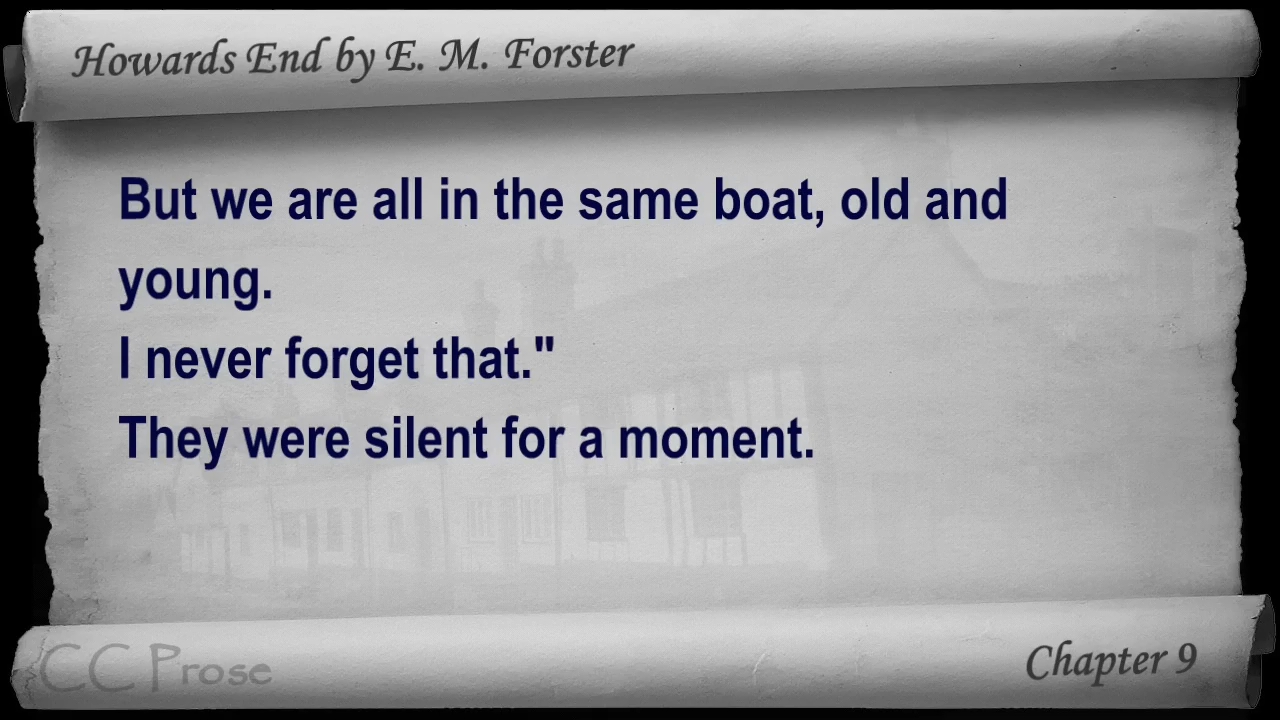 Howards End by E. M. Forster
But we are all in the same boat, old and
young.
I never forget that."
They were silent for a moment.
CC Prose
Chapter 9